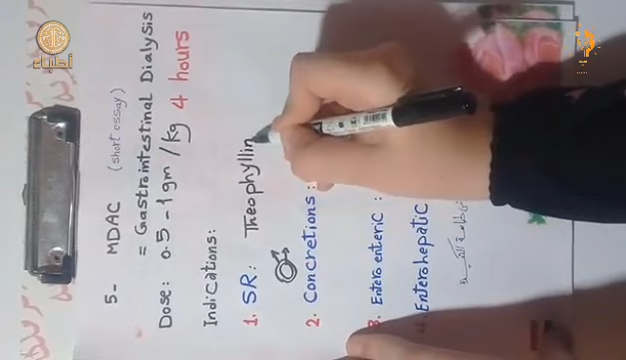 أطباء
5- MDAC (short essay)
= Gastrointestinal Dialysis
Dose: 0.5 - 1 gm / kg 4 hours
Indications:
1. SR: Theophyllin
2. Concretions:
3. Entero enteric :
4. Enterohepatic